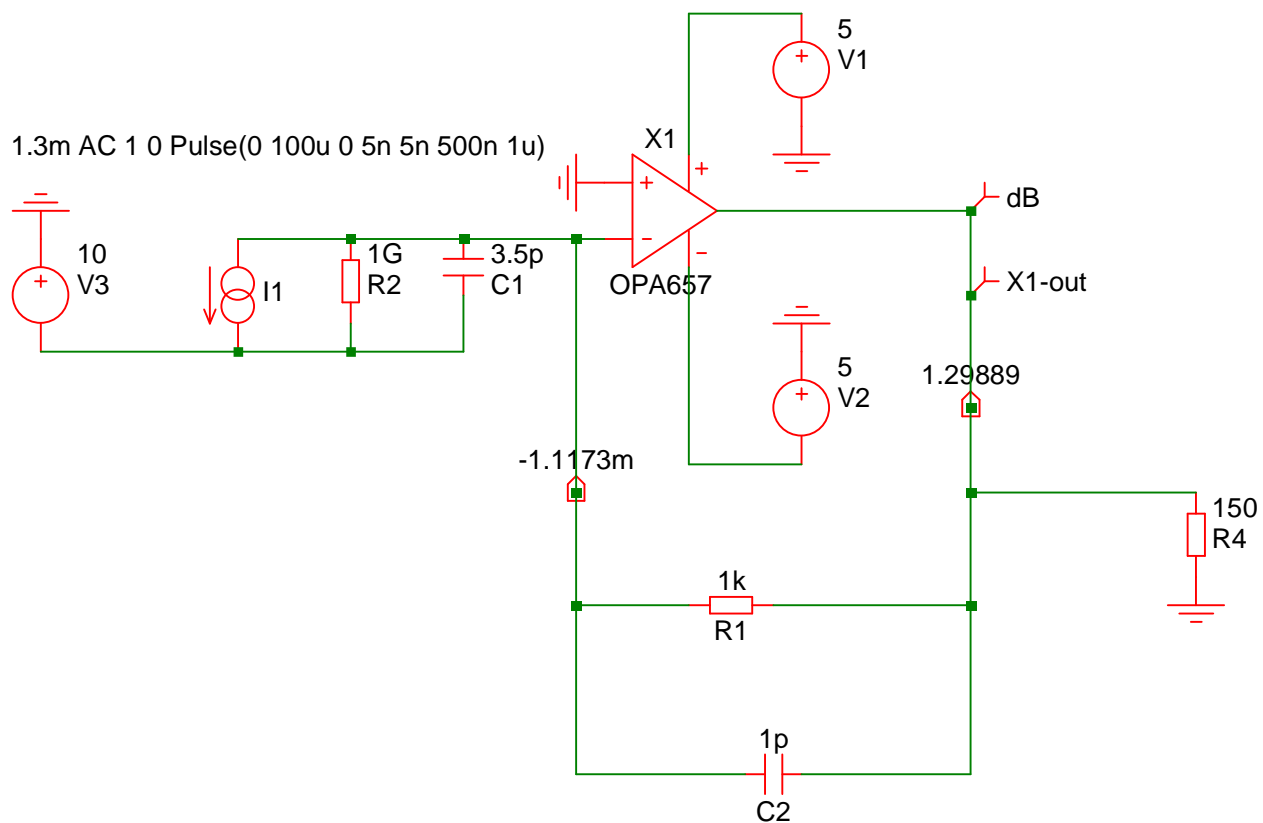 5
V1
1.3m AC 1 0 Pulse(0 100u 0 5n 5n 500n 1u)
X1
+
+
-
-
OPA657
dB
X1-out
10
V3
+
I1
1G
R2
3.5p
C1
+
5
V2
+
1.29889
-1.1173m
150
R4
1k
R1
1p
C2